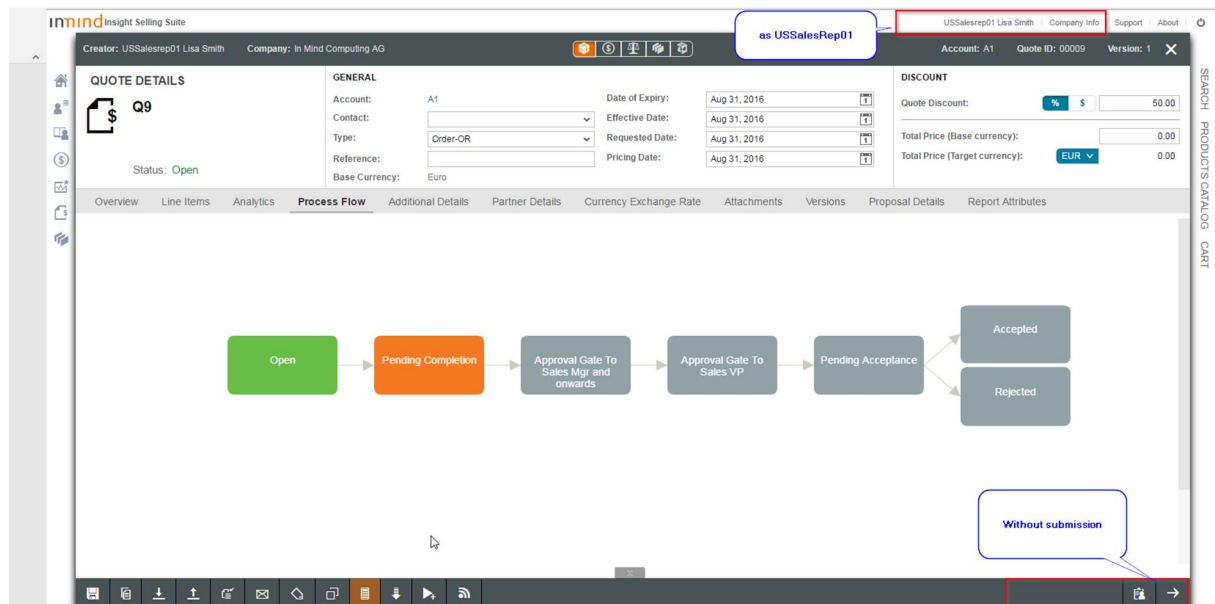 inmind Insight Selling Suite
as USSalesRep01
USSalesrep01 Lisa Smith | Company Info | Support | About
Creator: USSalesrep01 Lisa Smith Company: In Mind Computing AG
Account: A1 Quote ID: 00009 Version: 1
QUOTE DETAILS
Q9
Status: Open
GENERAL
Account: A1
Contact:
Type: Order-OR
Reference:
Base Currency: Euro
Date of Expiry: Aug 31, 2016
Effective Date: Aug 31, 2016
Requested Date: Aug 31, 2016
Pricing Date: Aug 31, 2016
DISCOUNT
Quote Discount: % $ 50.00
Total Price (Base currency): 0.00
Total Price (Target currency): EUR 0.00
Overview Line Items Analytics Process Flow Additional Details Partner Details Currency Exchange Rate Attachments Versions Proposal Details Report Attributes
SEARCH
PRODUCTS CATALOG
CART
Open
Pending Completion
Approval Gate To
Sales Mgr and
onwards
Approval Gate To
Sales VP
Pending Acceptance
Accepted
Rejected
Without submission